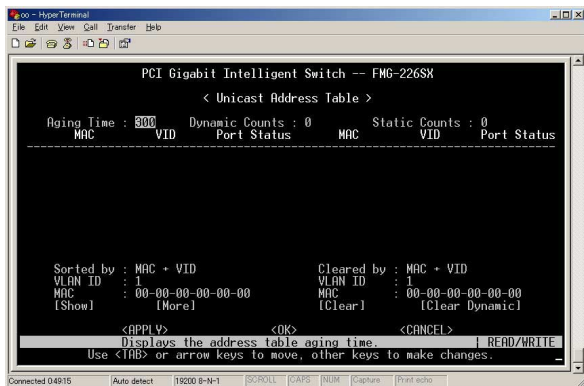 oo - HyperTerminal
File Edit View Call Transfer Help
PCI Gigabit Intelligent Switch -- FMG-226SX
< Unicast Address Table >
Aging Time : 300 Dynamic Counts : 0 Static Counts : 0
MAC VID Port Status MAC VID Port Status
Sorted by : MAC + VID Cleared by : MAC + VID
VLAN ID : 1 VLAN ID : 1
MAC : 00-00-00-00-00-00 MAC : 00-00-00-00-00-00
[Show] [More] [Clear] [Clear Dynamic]
<APPLY> <OK> <CANCEL>
Displays the address table aging time. | READ/WRITE
Use <TAB> or arrow keys to move, other keys to make changes.
Connected 0:49:15 Auto detect 19200 8-N-1 SCROLL CAPS NUM Capture Print echo